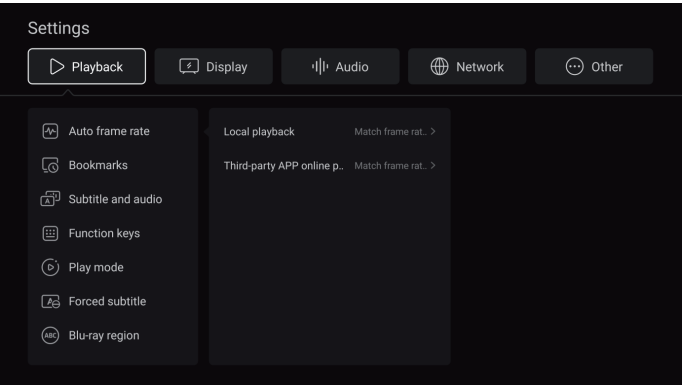 Settings
Playback
Display
Audio
Network
Other
Auto frame rate
Bookmarks
Subtitle and audio
Function keys
Play mode
Forced subtitle
ABC
Blu-ray region
Local playback
Match frame rat..
Third-party APP online p..
Match frame rat..